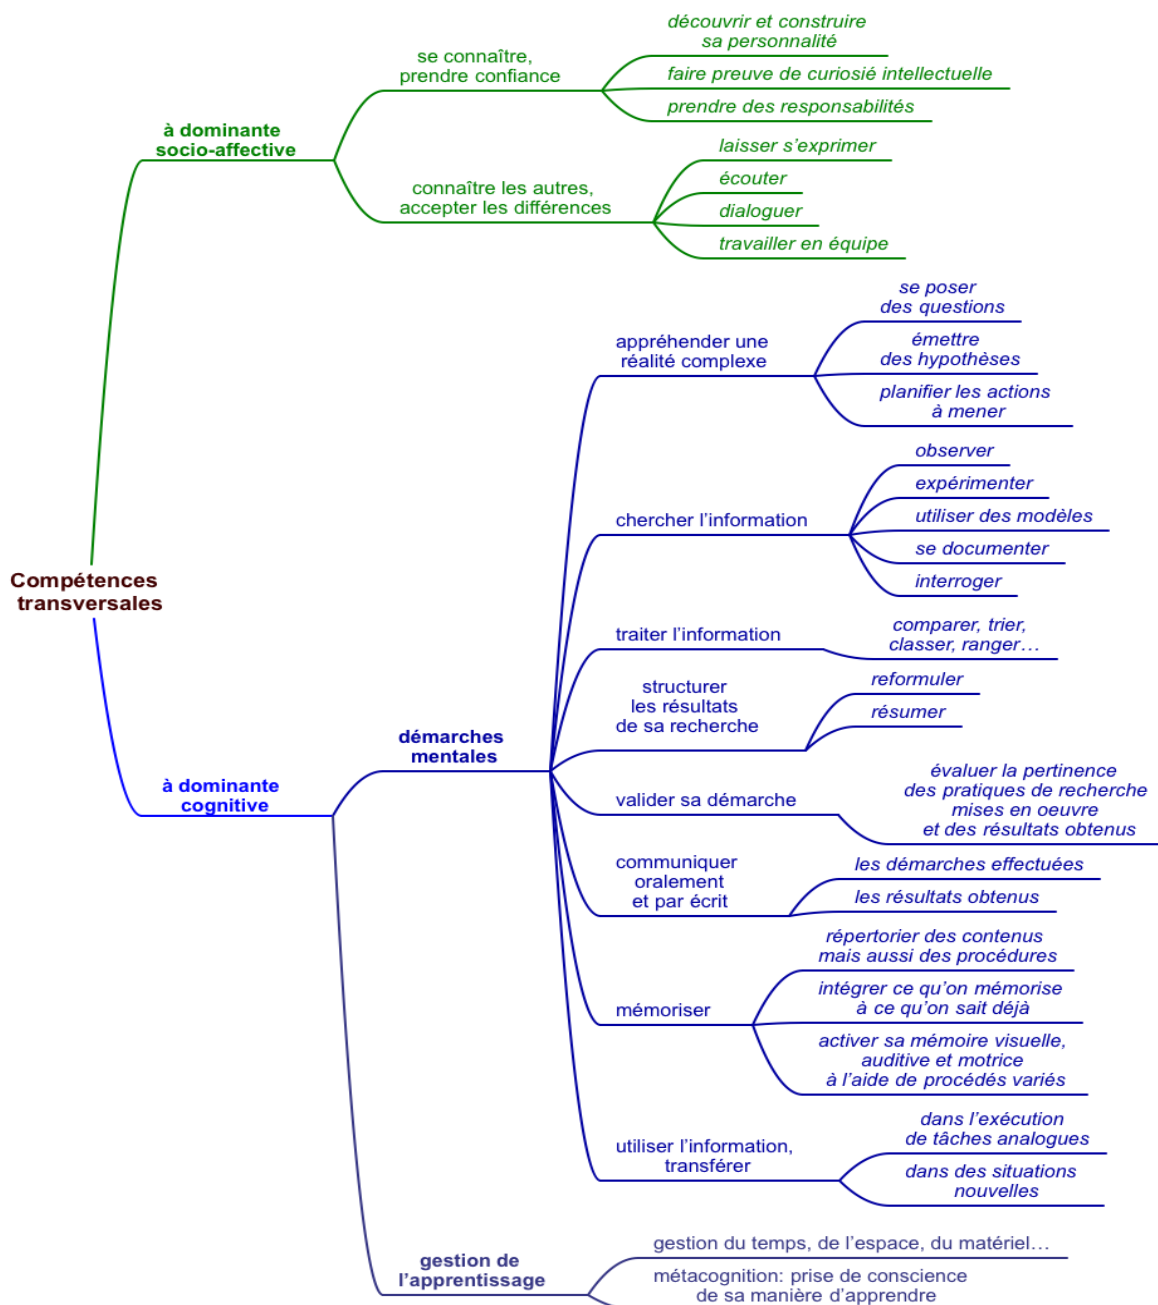 Compétences
transversales
à dominante
socio-affective
se connaître,
prendre confiance
découvrir et construire
sa personnalité
faire preuve de curiosié intellectuelle
prendre des responsabilités
connaître les autres,
accepter les différences
laisser s’exprimer
écouter
dialoguer
travailler en équipe
à dominante
cognitive
démarches
mentales
appréhender une
réalité complexe
se poser
des questions
émettre
des hypothèses
planifier les actions
à mener
chercher l’information
observer
expérimenter
utiliser des modèles
se documenter
interroger
traiter l’information
comparer, trier,
classer, ranger…
structurer
les résultats
de sa recherche
reformuler
résumer
valider sa démarche
évaluer la pertinence
des pratiques de recherche
mises en oeuvre
et des résultats obtenus
communiquer
oralement
et par écrit
les démarches effectuées
les résultats obtenus
mémoriser
répertorier des contenus
mais aussi des procédures
intégrer ce qu’on mémorise
à ce qu’on sait déjà
activer sa mémoire visuelle,
auditive et motrice
à l’aide de procédés variés
utiliser l’information,
transférer
dans l’exécution
de tâches analogues
dans des situations
nouvelles
gestion de
l’apprentissage
gestion du temps, de l’espace, du matériel…
métacognition: prise de conscience
de sa manière d’apprendre